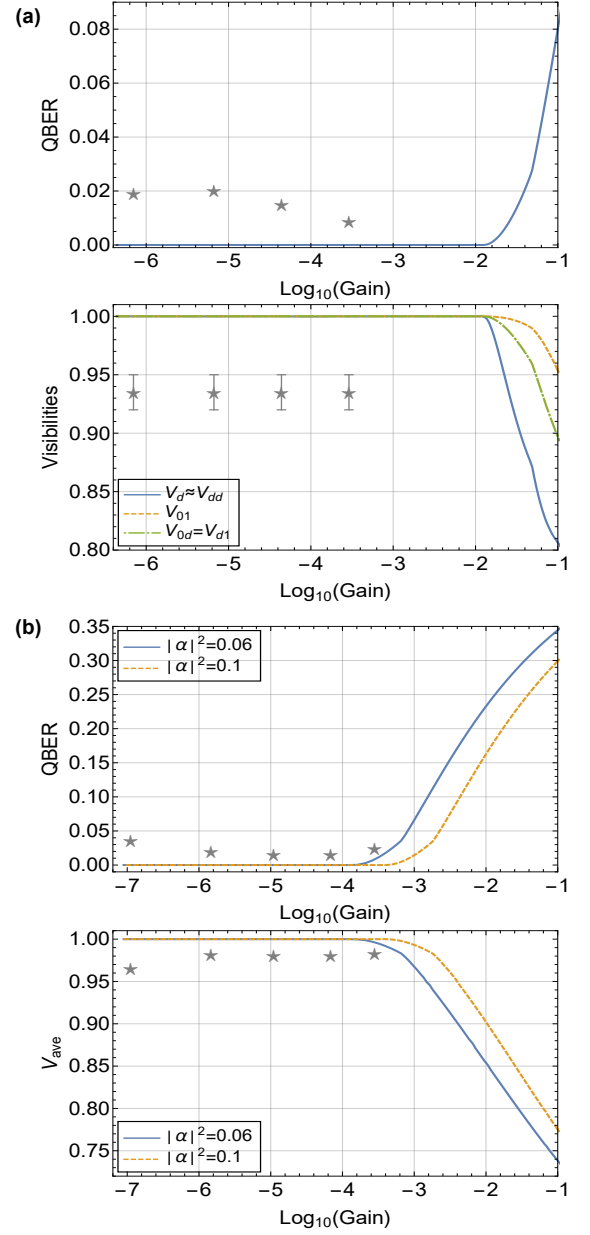 (a)
QBER
0.08
0.06
0.04
0.02
0.00
−6 −5 −4 −3 −2 −1
Log10(Gain)
Visibilities
1.00
0.95
0.90
0.85
0.80
Vd≈Vdd
V01
V0d=Vd1
−6 −5 −4 −3 −2 −1
Log10(Gain)
(b)
QBER
0.35
0.30
0.25
0.20
0.15
0.10
0.05
0.00
|α|²=0.06
|α|²=0.1
−7 −6 −5 −4 −3 −2 −1
Log10(Gain)
Vave
1.00
0.95
0.90
0.85
0.80
0.75
|α|²=0.06
|α|²=0.1
−7 −6 −5 −4 −3 −2 −1
Log10(Gain)